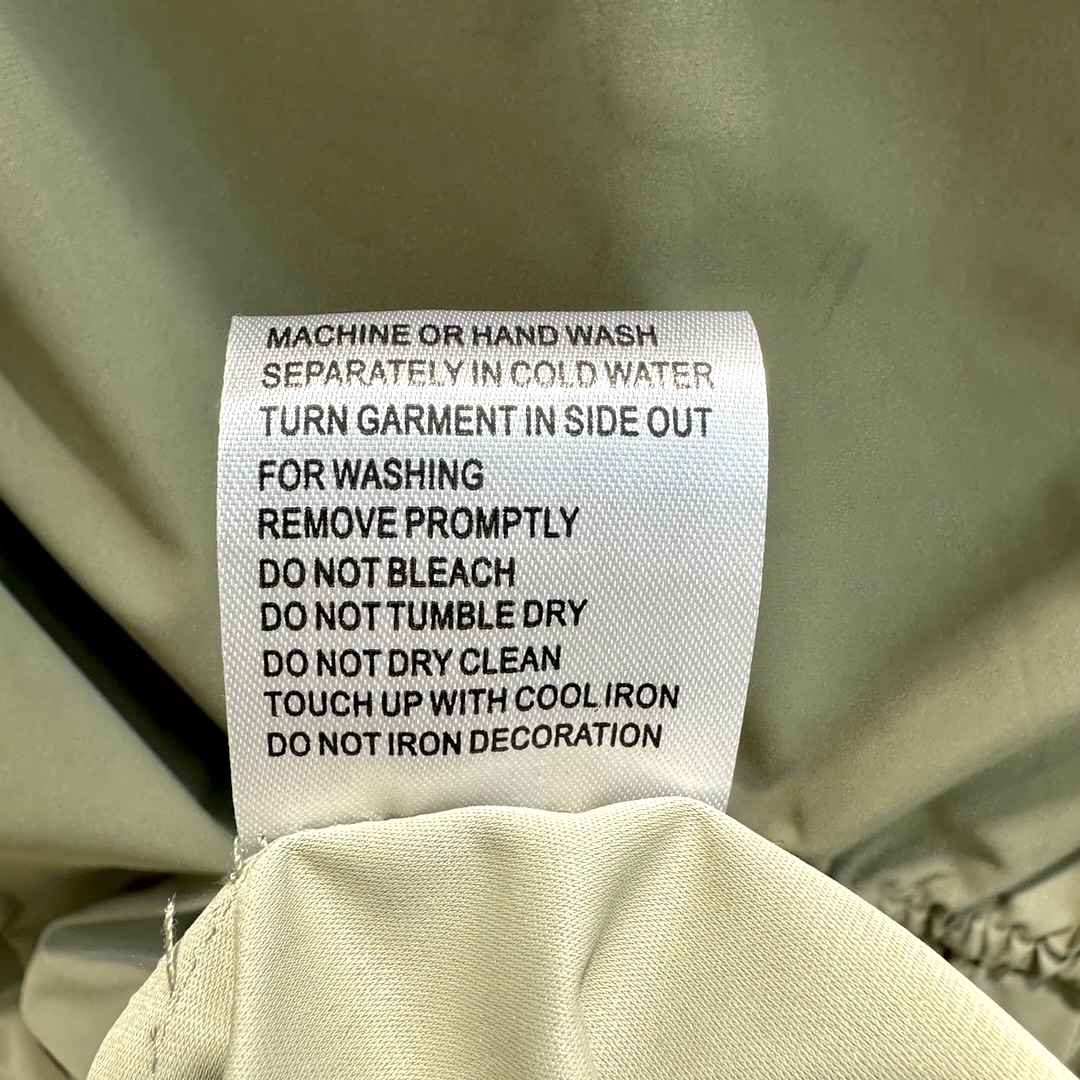 MACHINE OR HAND WASH
SEPARATELY IN COLD WATER
TURN GARMENT IN SIDE OUT
FOR WASHING
REMOVE PROMPTLY
DO NOT BLEACH
DO NOT TUMBLE DRY
DO NOT DRY CLEAN
TOUCH UP WITH COOL IRON
DO NOT IRON DECORATION